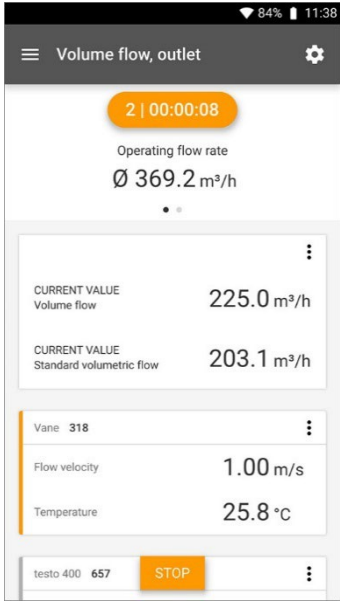 84% 11:38
Volume flow, outlet
2 | 00:00:08
Operating flow rate
Ø 369.2 m³/h
CURRENT VALUE
Volume flow
225.0 m³/h
CURRENT VALUE
Standard volumetric flow
203.1 m³/h
Vane 318
Flow velocity
1.00 m/s
Temperature
25.8 °C
testo 400 657
STOP